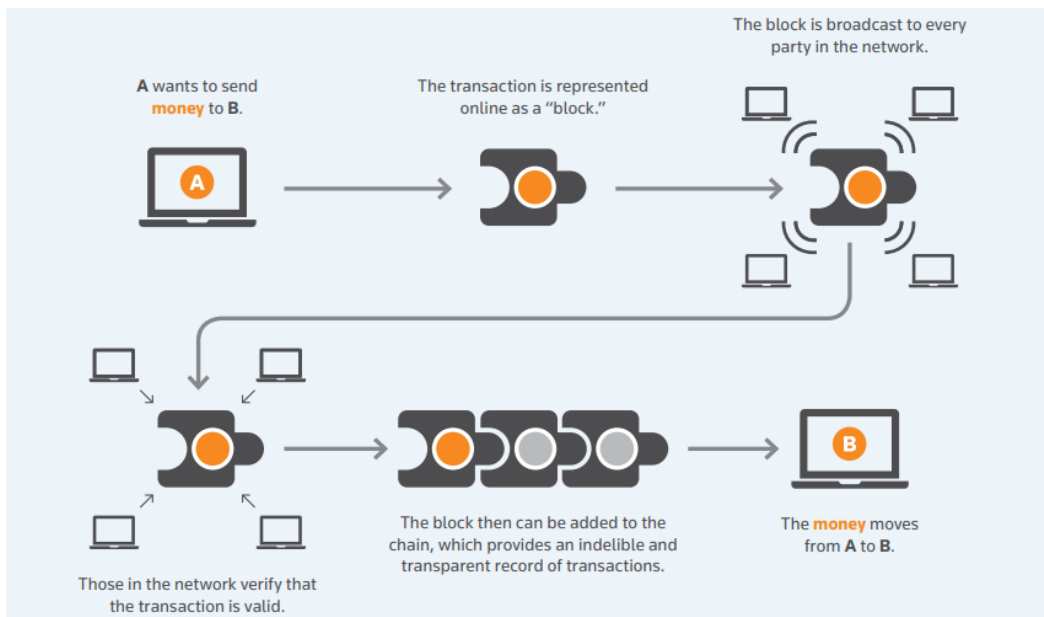 A wants to send
money to B.
A
The transaction is represented
online as a “block.”
The block is broadcast to every
party in the network.
Those in the network verify that
the transaction is valid.
The block then can be added to the
chain, which provides an indelible and
transparent record of transactions.
B
The money moves
from A to B.